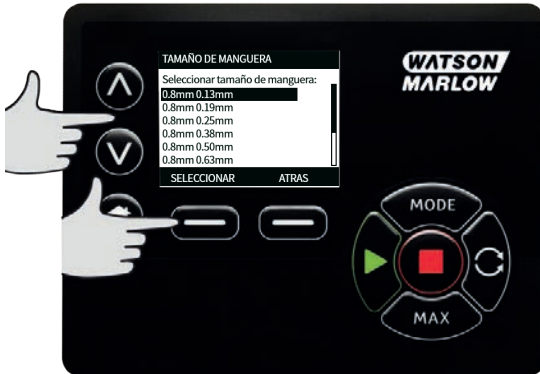 TAMAÑO DE MANGUERA
Seleccionar tamaño de manguera:
0.8mm 0.13mm
0.8mm 0.19mm
0.8mm 0.25mm
0.8mm 0.38mm
0.8mm 0.50mm
0.8mm 0.63mm
SELECCIONAR ATRAS
WATSON
MARLOW
MODE
MAX